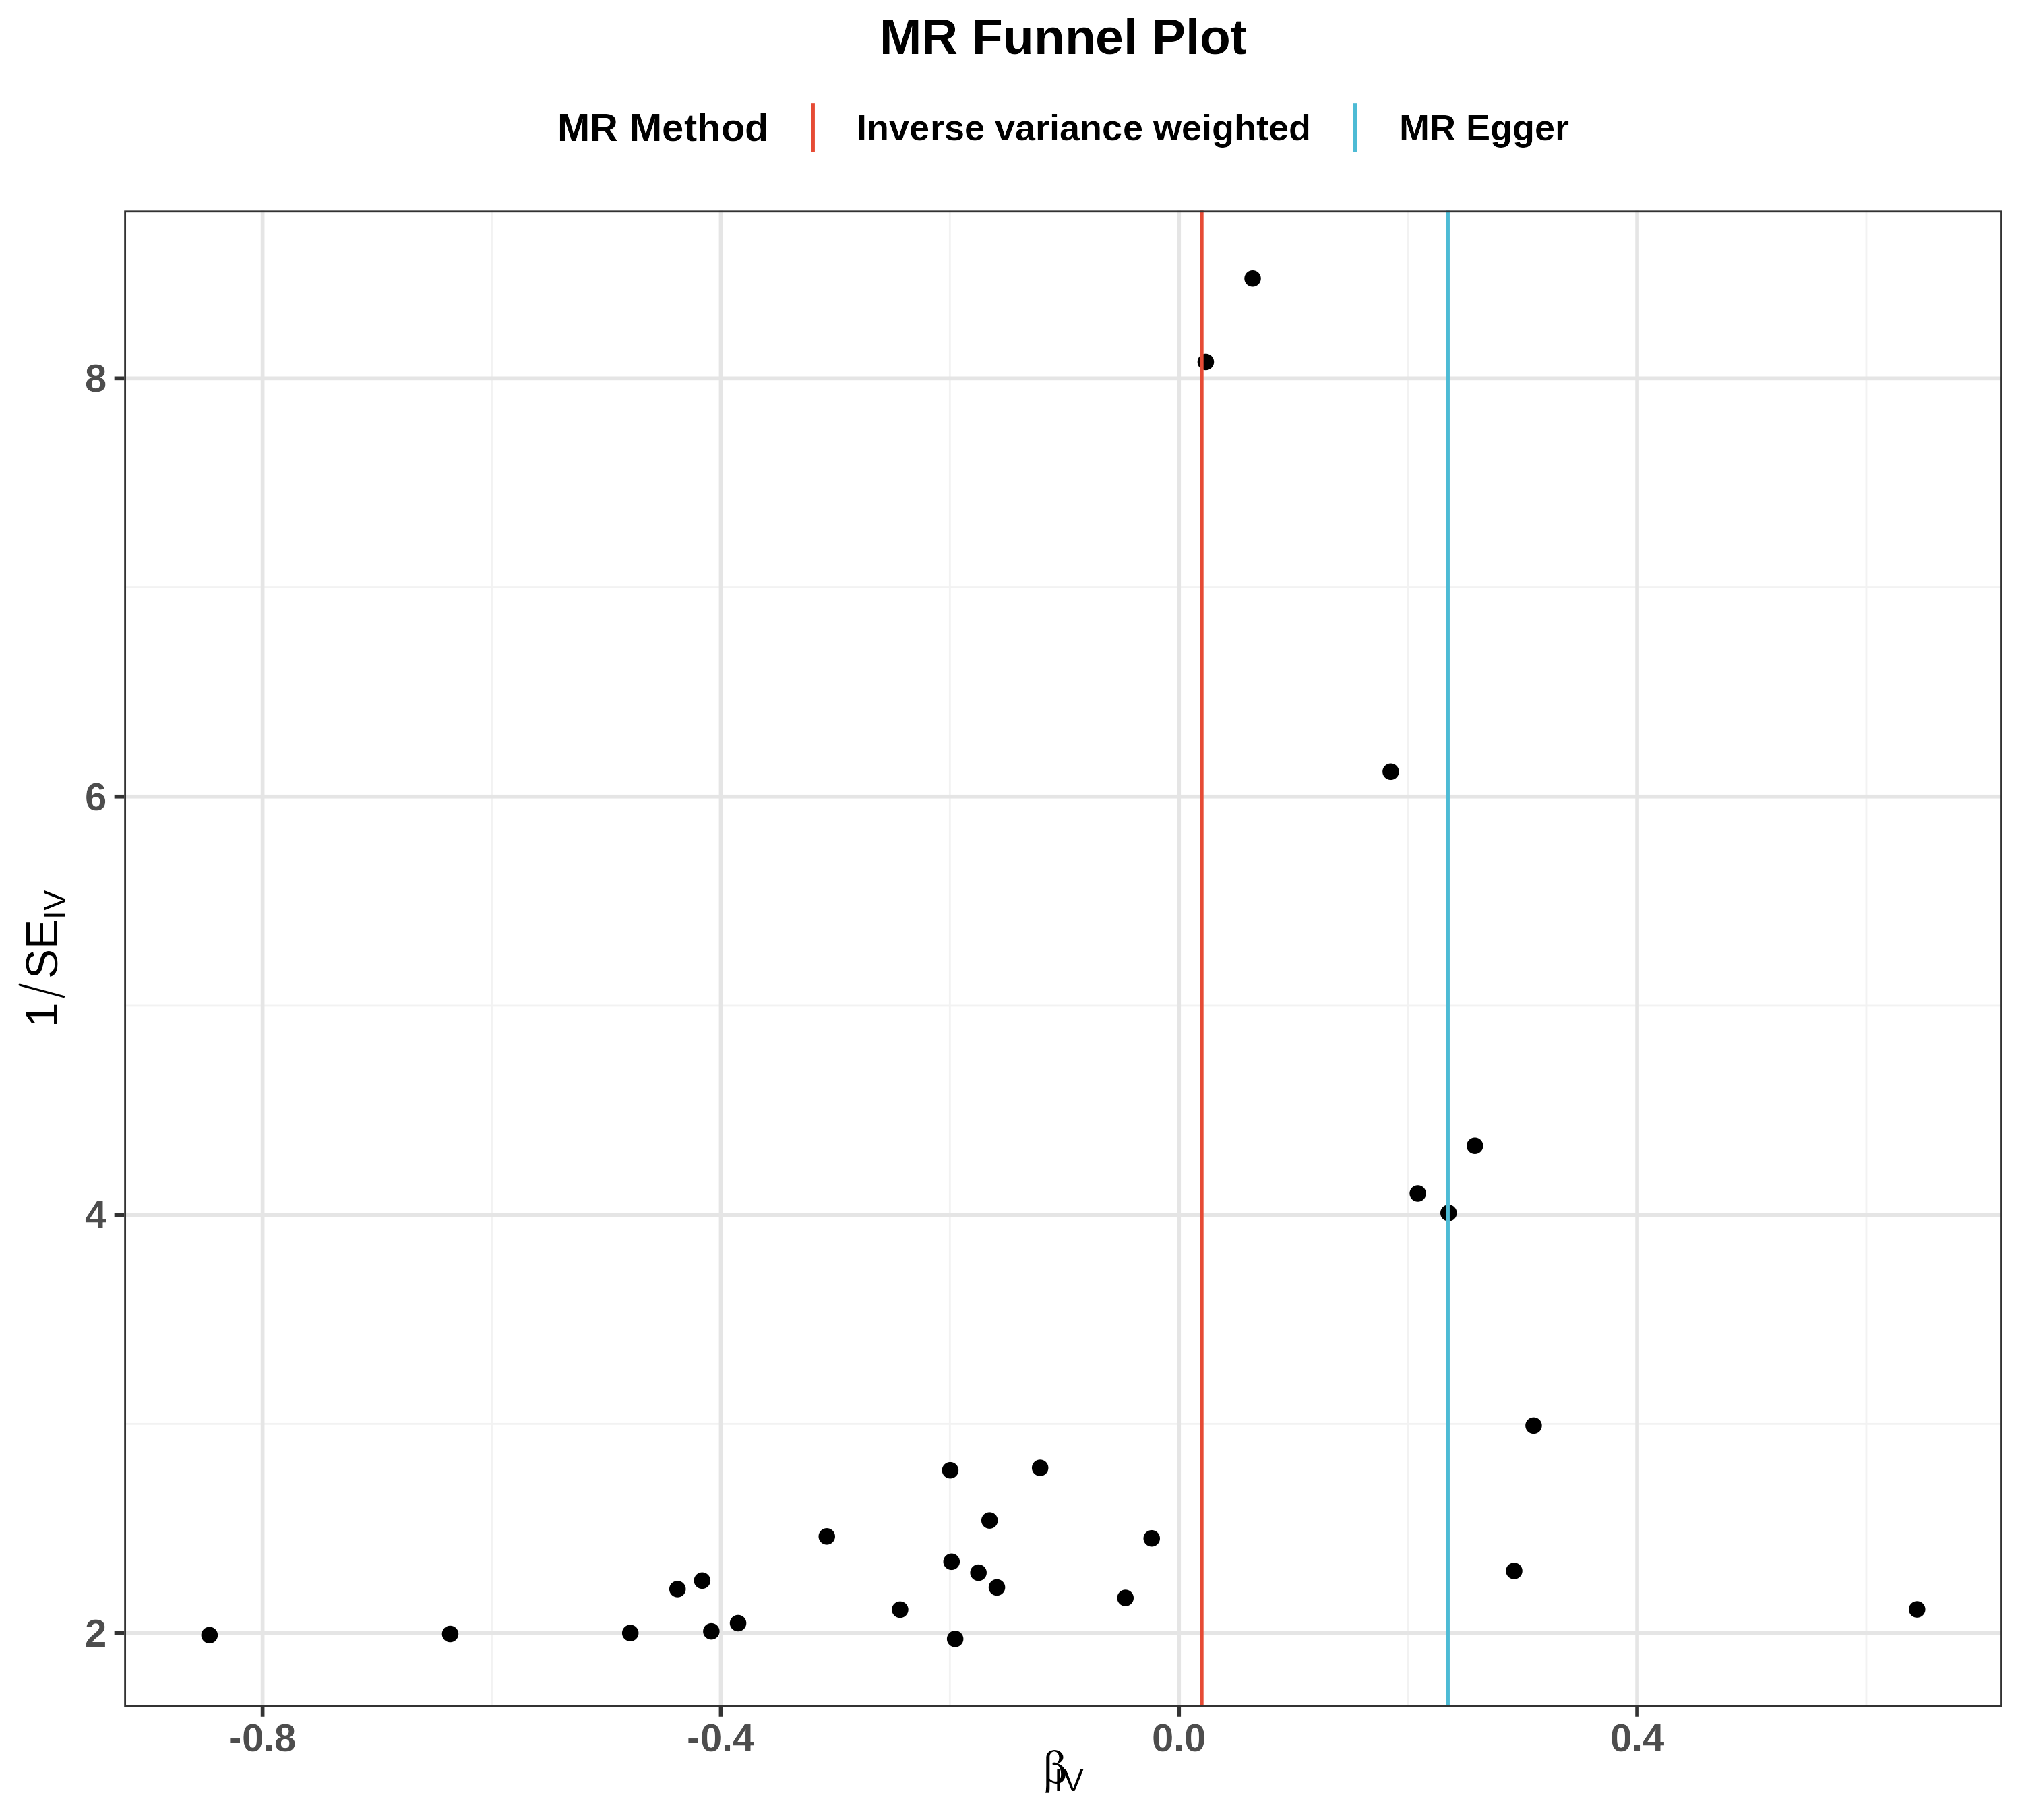 MR Funnel Plot
MR Method Inverse variance weighted MR Egger
8
6
4
2
1 / SEIV
-0.8 -0.4 0.0 0.4
βIV